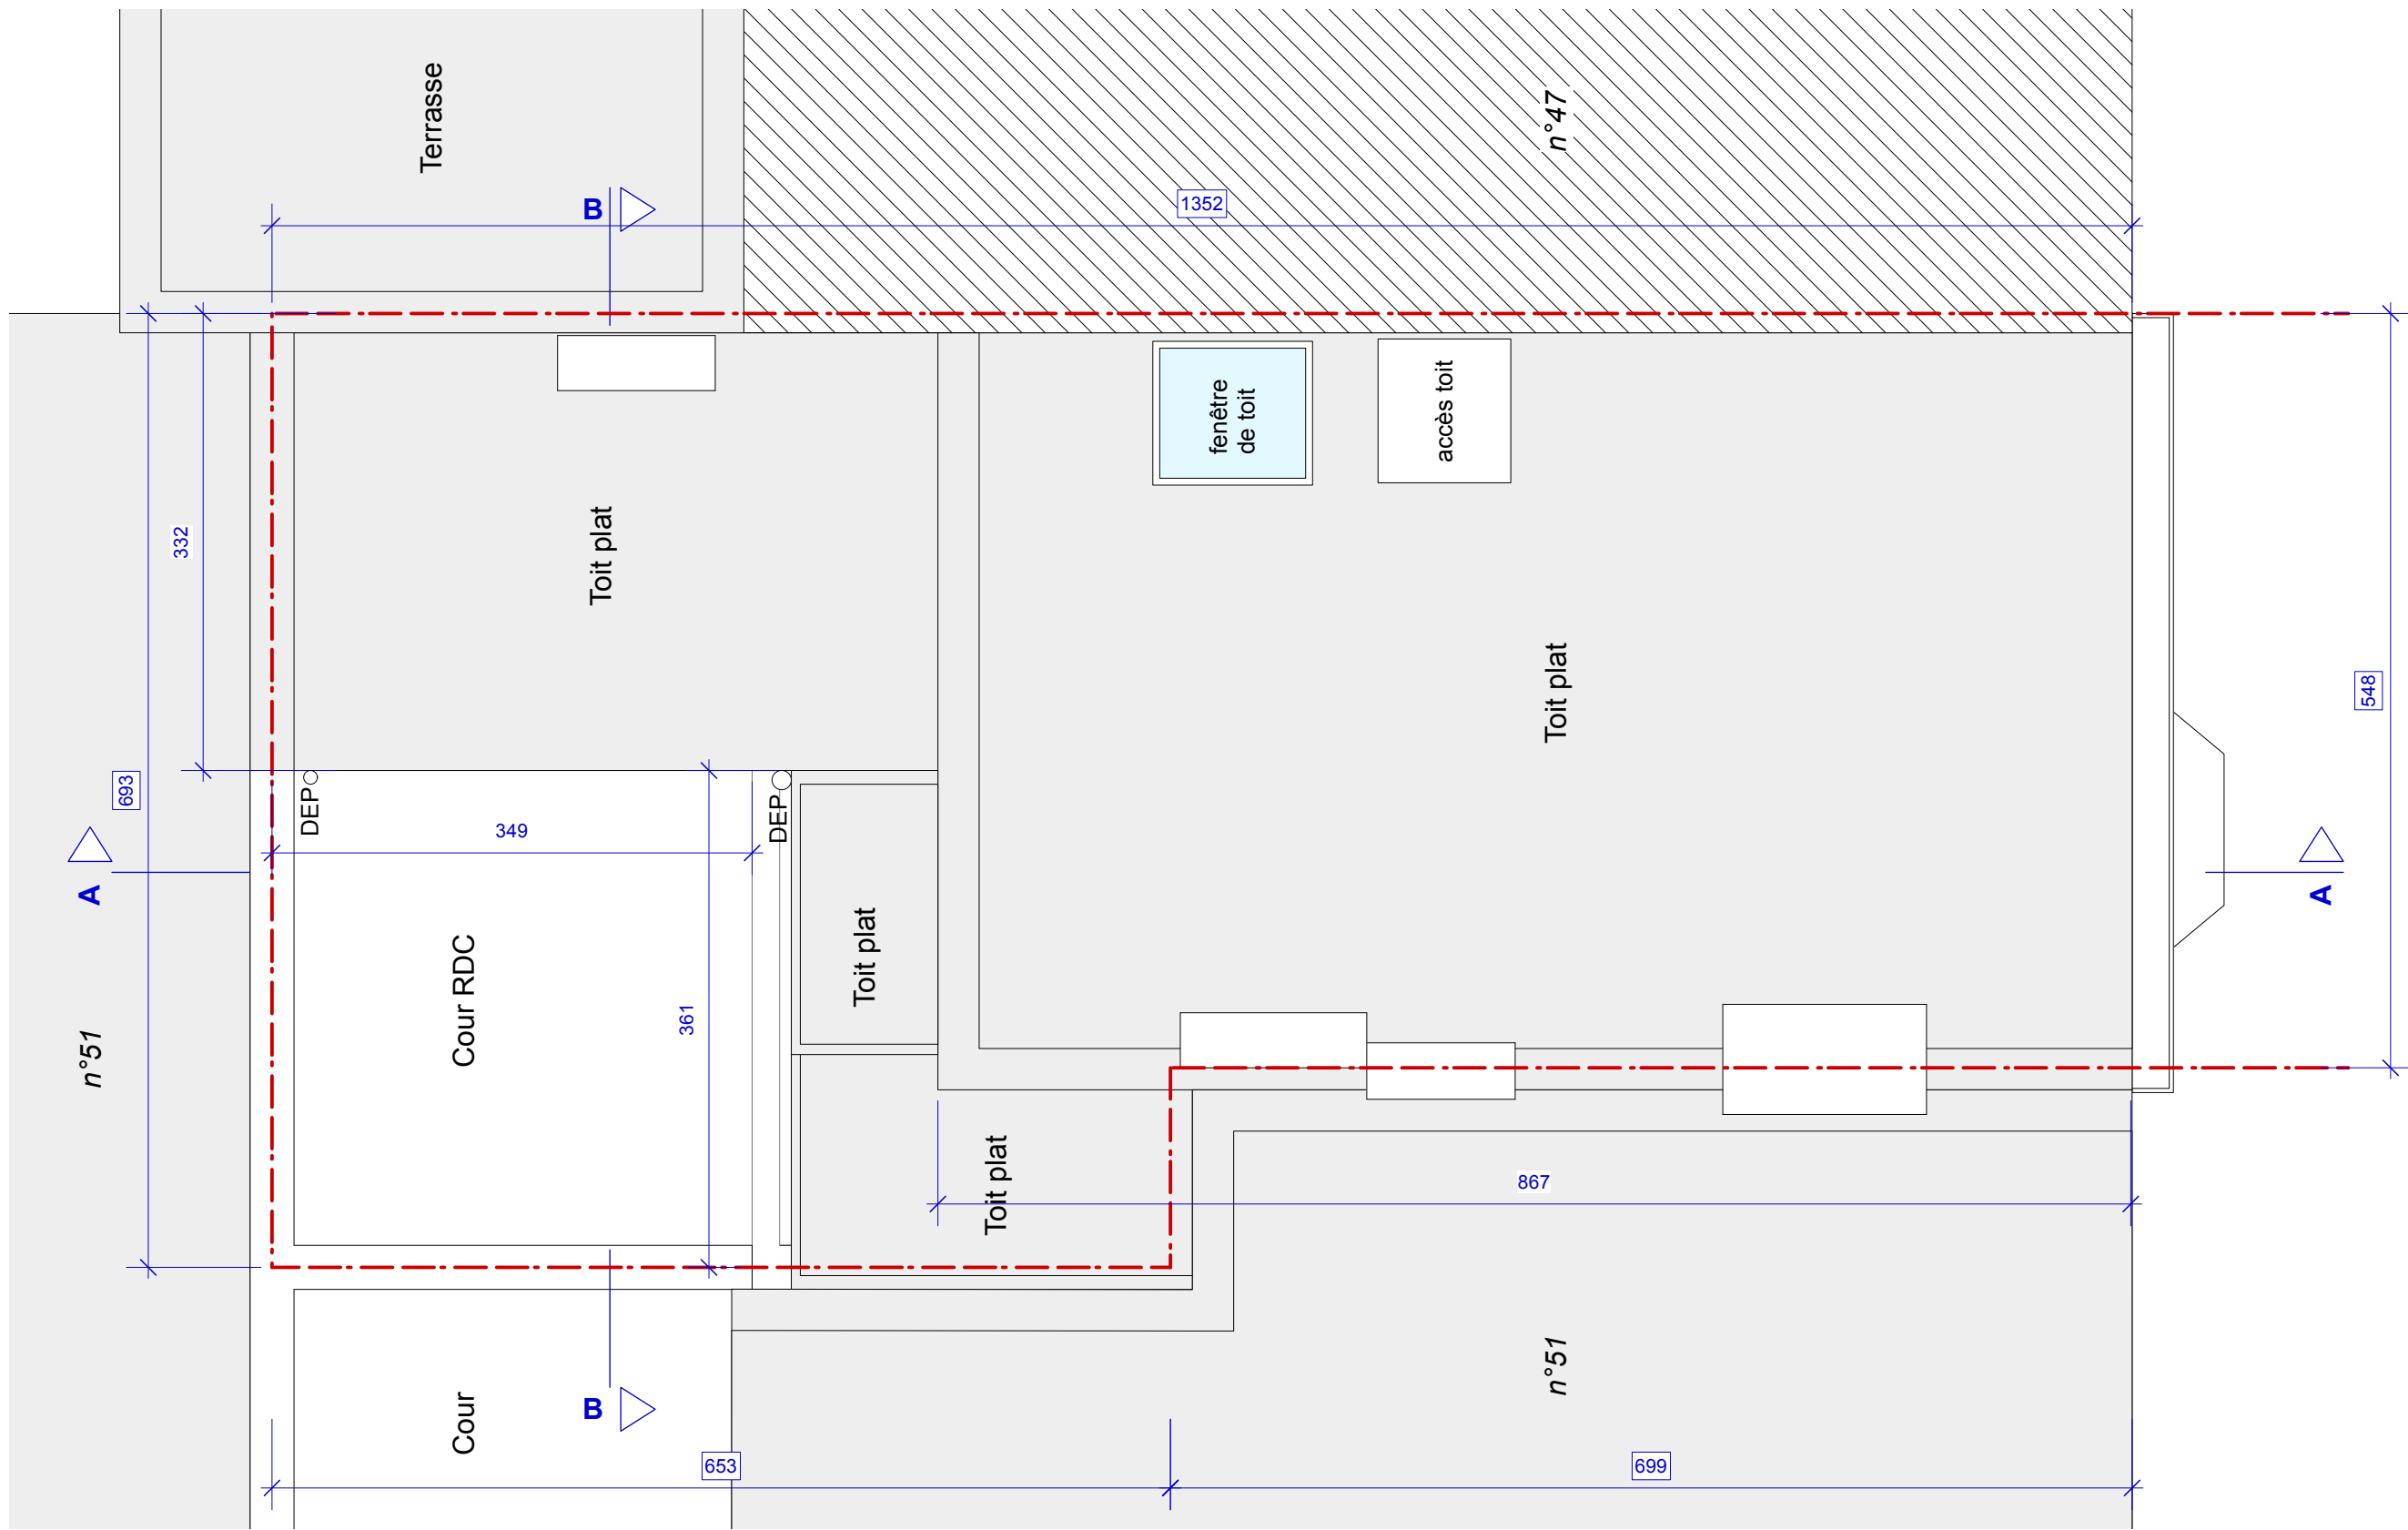 Terrasse
n°47
B
1352
fenêtre
de toit
accès toit
332
Toit plat
Toit plat
548
693
DEP
DEP
349
A
A
Toit plat
Cour RDC
361
n°51
Toit plat
867
n°51
Cour
B
653
699